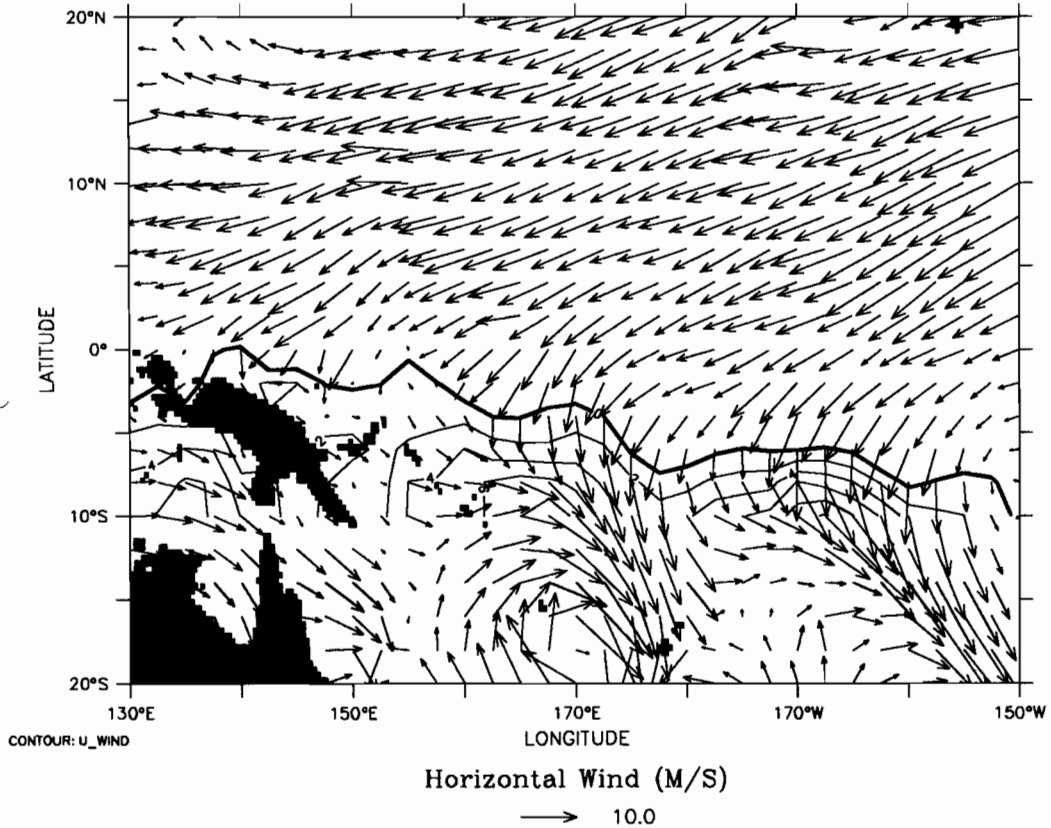 20°N
10°N
0°
10°S
20°S
LATITUDE
130°E 150°E 170°E 170°W 150°W
LONGITUDE
CONTOUR: U_WIND
Horizontal Wind (M/S)
10.0